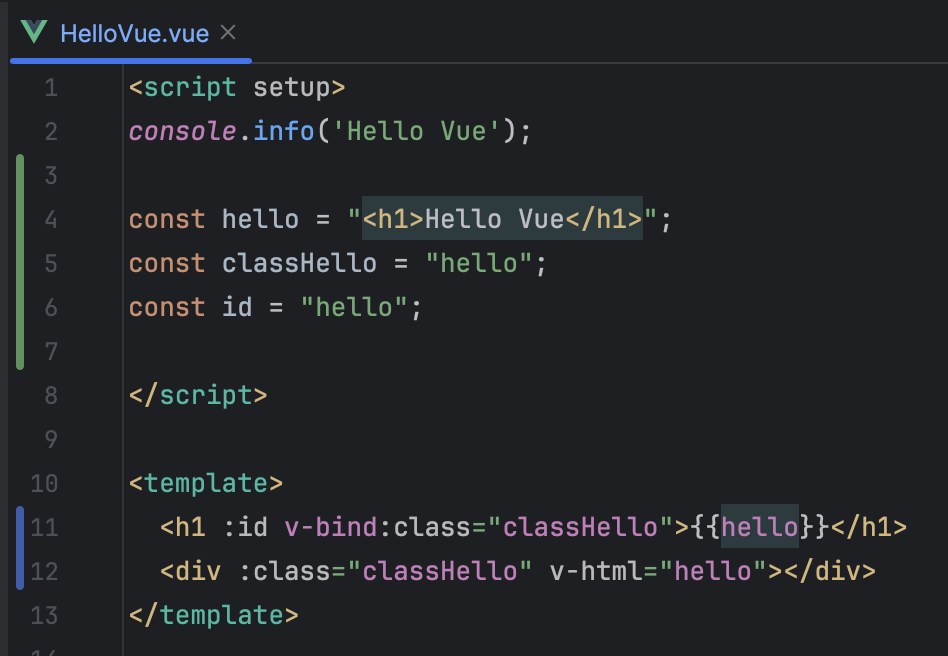 HelloVue.vue
1 <script setup>
2 console.info('Hello Vue');
3
4 const hello = "<h1>Hello Vue</h1>";
5 const classHello = "hello";
6 const id = "hello";
7
8 </script>
9
10 <template>
11   <h1 :id v-bind:class="classHello">{{hello}}</h1>
12   <div :class="classHello" v-html="hello"></div>
13 </template>